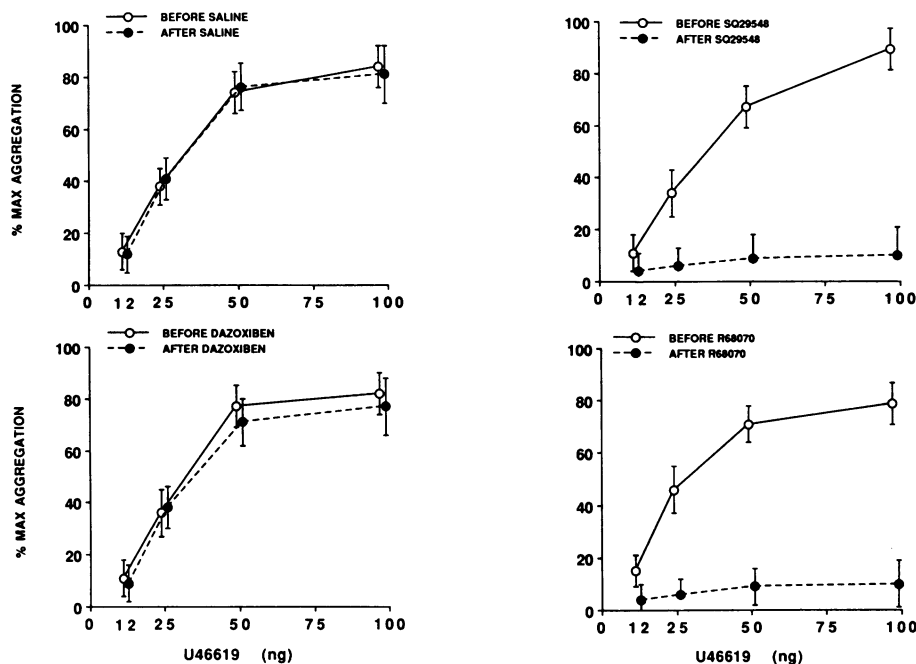 BEFORE SALINE
AFTER SALINE
% MAX AGGREGATION
100
80
60
40
20
0
0 12 25 50 75 100
BEFORE SQ29548
AFTER SQ29548
100
80
60
40
20
0
0 12 25 50 75 100
BEFORE DAZOXIBEN
AFTER DAZOXIBEN
% MAX AGGREGATION
100
80
60
40
20
0
0 12 25 50 75 100
U46619 (ng)
BEFORE R68070
AFTER R68070
100
80
60
40
20
0
0 12 25 50 75 100
U46619 (ng)